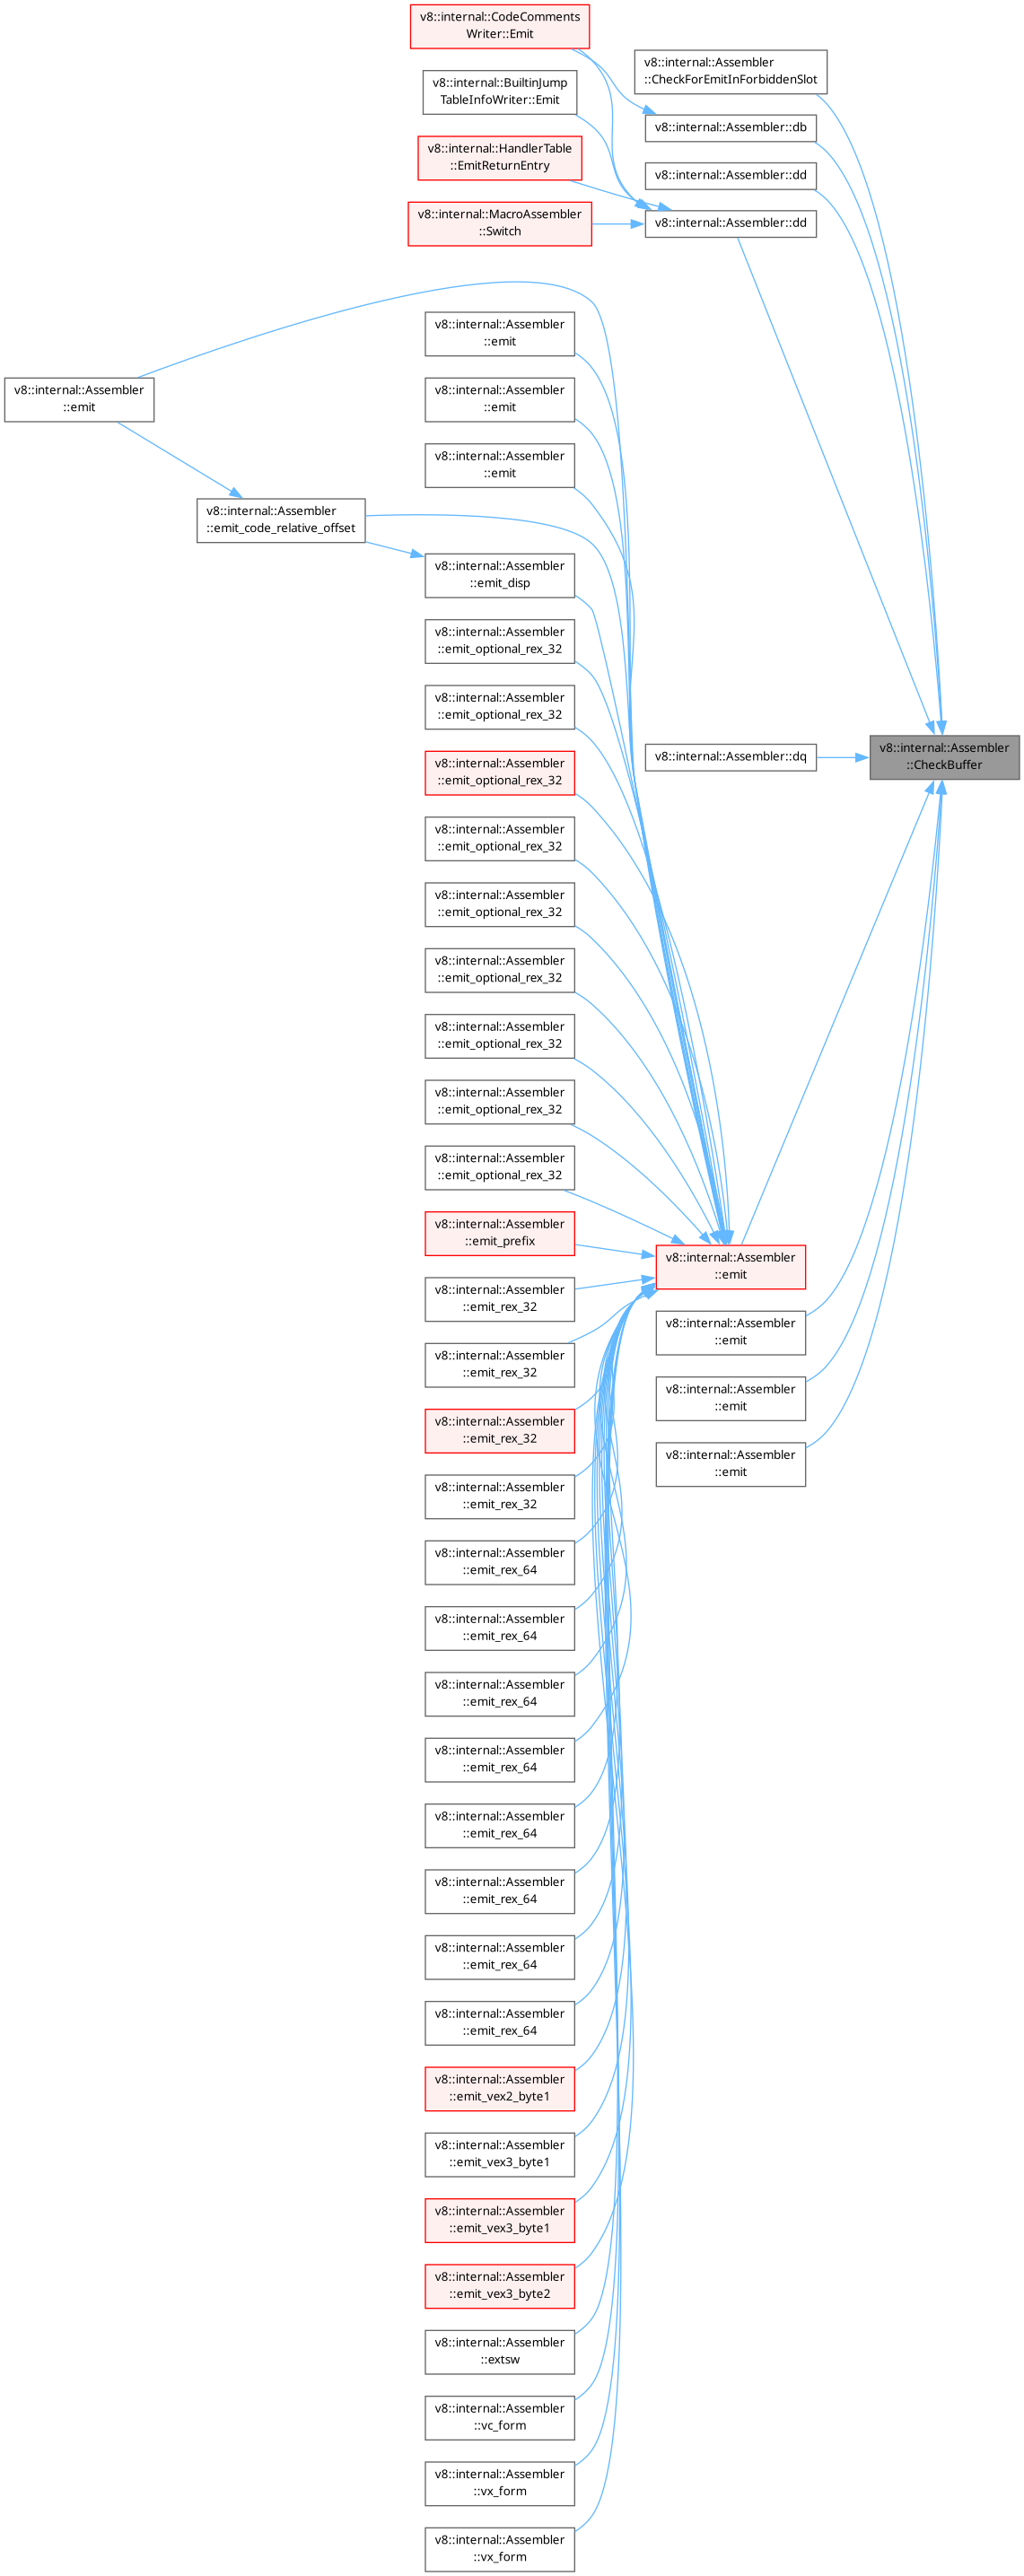 v8::internal::CodeComments
Writer::Emit
v8::internal::Assembler
::CheckForEmitInForbiddenSlot
v8::internal::BuiltinJump
TableInfoWriter::Emit
v8::internal::Assembler::db
v8::internal::HandlerTable
::EmitReturnEntry
v8::internal::Assembler::dd
v8::internal::MacroAssembler
::Switch
v8::internal::Assembler::dd
v8::internal::Assembler
::emit
v8::internal::Assembler
::emit
v8::internal::Assembler
::emit
v8::internal::Assembler
::emit
v8::internal::Assembler
::emit_code_relative_offset
v8::internal::Assembler
::emit_disp
v8::internal::Assembler
::emit_optional_rex_32
v8::internal::Assembler
::emit_optional_rex_32
v8::internal::Assembler
::emit_optional_rex_32
v8::internal::Assembler::dq
v8::internal::Assembler
::CheckBuffer
v8::internal::Assembler
::emit_optional_rex_32
v8::internal::Assembler
::emit_optional_rex_32
v8::internal::Assembler
::emit_optional_rex_32
v8::internal::Assembler
::emit_optional_rex_32
v8::internal::Assembler
::emit_optional_rex_32
v8::internal::Assembler
::emit_optional_rex_32
v8::internal::Assembler
::emit_prefix
v8::internal::Assembler
::emit
v8::internal::Assembler
::emit_rex_32
v8::internal::Assembler
::emit
v8::internal::Assembler
::emit_rex_32
v8::internal::Assembler
::emit
v8::internal::Assembler
::emit_rex_32
v8::internal::Assembler
::emit
v8::internal::Assembler
::emit_rex_32
v8::internal::Assembler
::emit_rex_64
v8::internal::Assembler
::emit_rex_64
v8::internal::Assembler
::emit_rex_64
v8::internal::Assembler
::emit_rex_64
v8::internal::Assembler
::emit_rex_64
v8::internal::Assembler
::emit_rex_64
v8::internal::Assembler
::emit_rex_64
v8::internal::Assembler
::emit_rex_64
v8::internal::Assembler
::emit_vex2_byte1
v8::internal::Assembler
::emit_vex3_byte1
v8::internal::Assembler
::emit_vex3_byte1
v8::internal::Assembler
::emit_vex3_byte2
v8::internal::Assembler
::extsw
v8::internal::Assembler
::vc_form
v8::internal::Assembler
::vx_form
v8::internal::Assembler
::vx_form